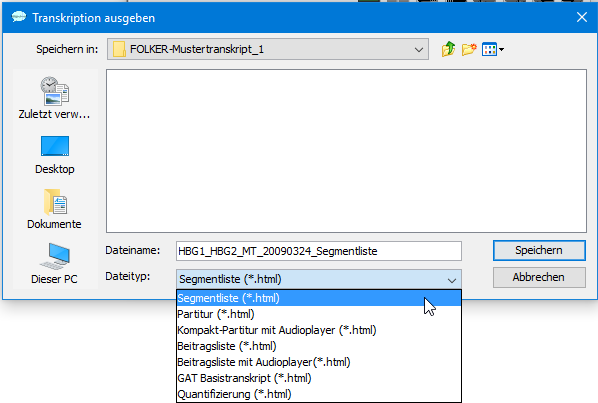 Transkription ausgeben
Speichern in: FOLKER-Mustertranskript_1
Zuletzt verw...
Desktop
Dokumente
Dieser PC
Dateiname: HBG1_HBG2_MT_20090324_Segmentliste Speichern
Dateityp: Segmentliste (*.html) Abbrechen
Segmentliste (*.html)
Partitur (*.html)
Kompakt-Partitur mit Audioplayer (*.html)
Beitragsliste (*.html)
Beitragsliste mit Audioplayer(*.html)
GAT Basistranskript (*.html)
Quantifizierung (*.html)